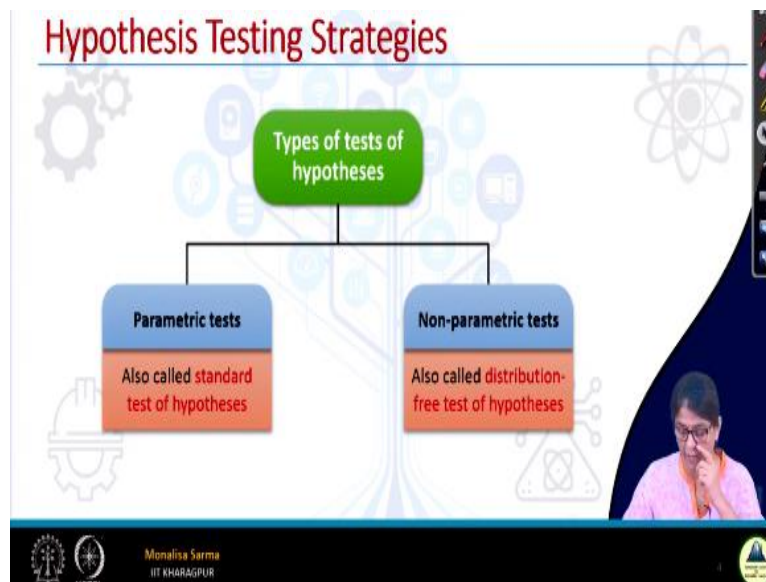 Hypothesis Testing Strategies
Types of tests of
hypotheses
Parametric tests
Also called standard
test of hypotheses
Non-parametric tests
Also called distribution-
free test of hypotheses
Monalisa Sarma
IIT KHARAGPUR
4